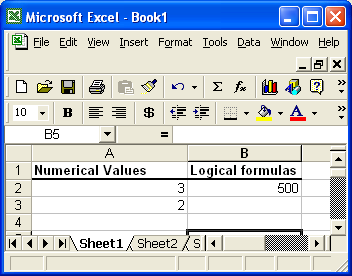 Microsoft Excel - Book1
File Edit View Insert Format Tools Data Window Help
Σ fx ?
10 B $ A
B5 =
A B
1 Numerical Values Logical formulas
2 3 500
3 2
4
Sheet1 Sheet2 S